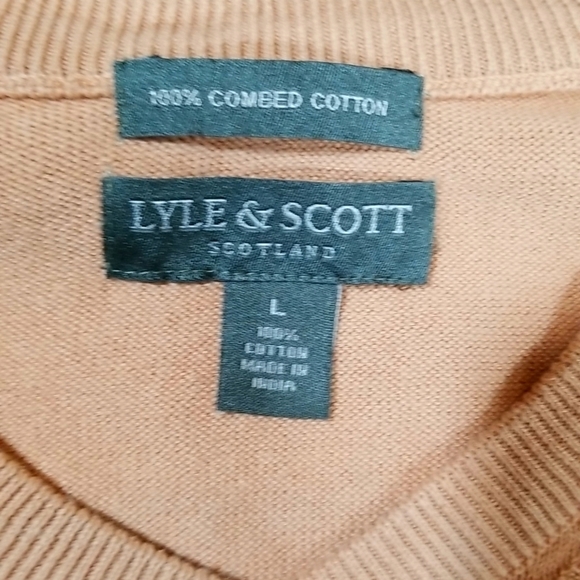 100% COMBED COTTON
LYLE & SCOTT
SCOTLAND
L
100%
COTTON
MADE IN
INDIA